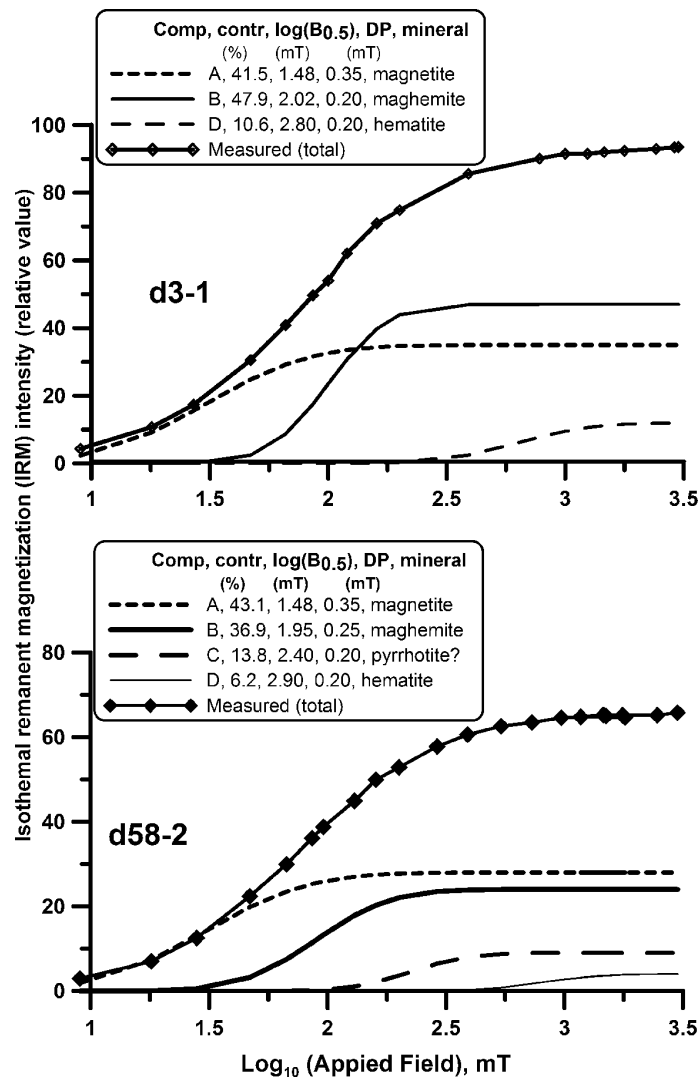 Comp, contr, log(B0.5), DP, mineral
(%) (mT) (mT)
A, 41.5, 1.48, 0.35, magnetite
B, 47.9, 2.02, 0.20, maghemite
D, 10.6, 2.80, 0.20, hematite
Measured (total)
100
80
60
40
20
0
d3-1
1 1.5 2 2.5 3 3.5
Isothemal remanent magnetization (IRM) intensity (relative value)
Comp, contr, log(B0.5), DP, mineral
(%) (mT) (mT)
A, 43.1, 1.48, 0.35, magnetite
B, 36.9, 1.95, 0.25, maghemite
C, 13.8, 2.40, 0.20, pyrrhotite?
D, 6.2, 2.90, 0.20, hematite
Measured (total)
80
60
40
20
0
d58-2
1 1.5 2 2.5 3 3.5
Log10 (Appied Field), mT